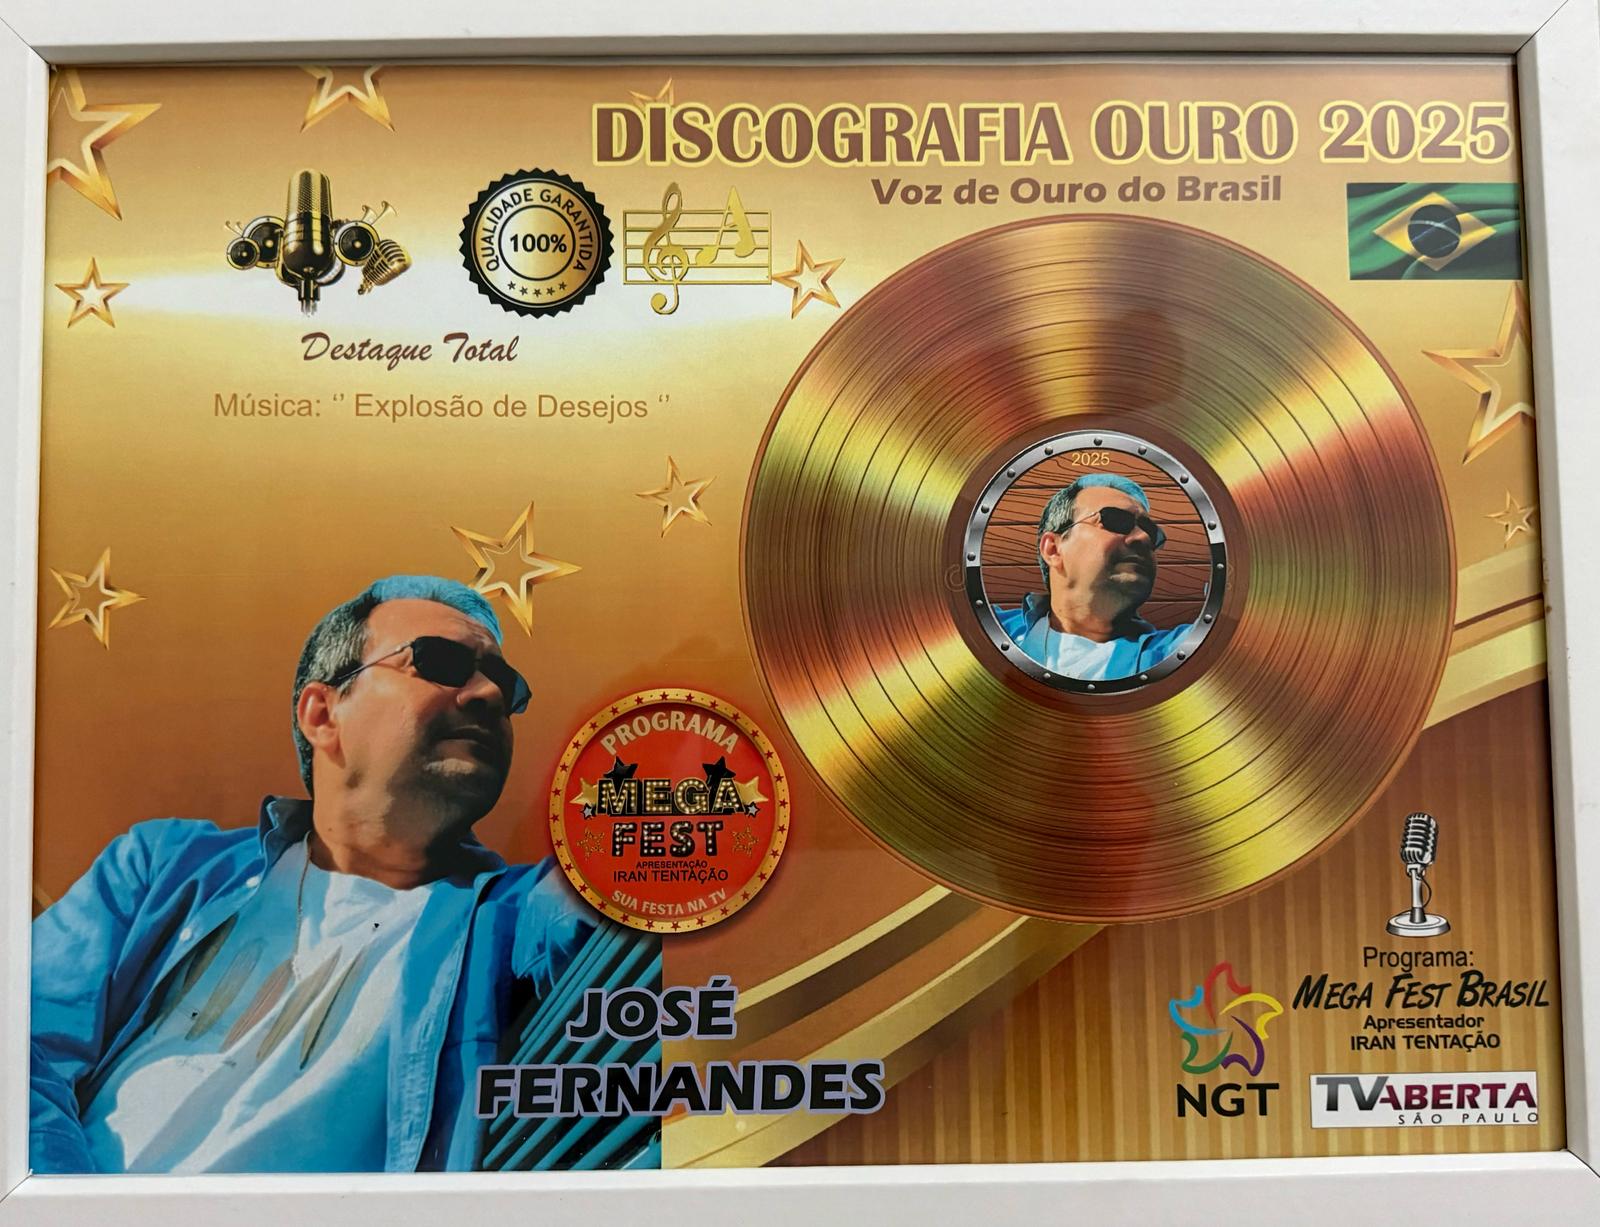 DISCOGRAFIA OURO 2025
Voz de Ouro do Brasil
QUALIDADE GARANTIDA
100%
Destaque Total
Música: '' Explosão de Desejos ''
2025
PROGRAMA
MEGA
FEST
APRESENTAÇÃO
IRAN TENTAÇÃO
SUA FESTA NA TV
JOSÉ
FERNANDES
Programa:
MEGA FEST BRASIL
Apresentador
IRAN TENTAÇÃO
NGT
TVABERTA
SÃO PAULO